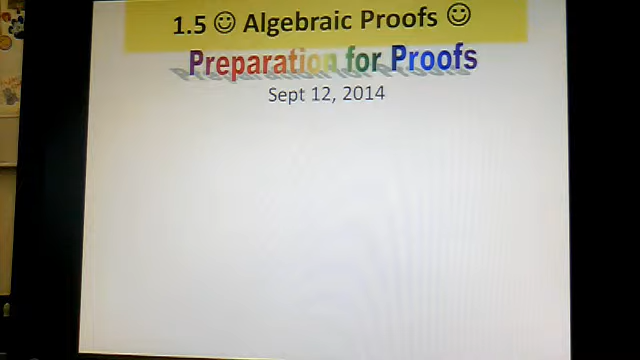 1.5 ☺ Algebraic Proofs ☺
Preparation for Proofs
Sept 12, 2014